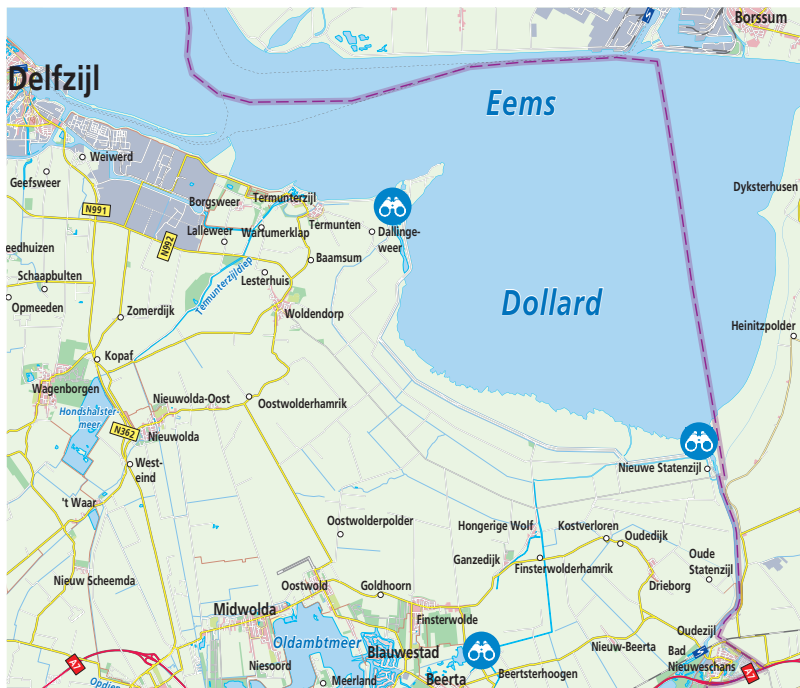 Borssum
Delfzijl
Eems
Weiwerd
Geefsweer
Dyksterhusen
Borgsweer
Termunterzijl
N991
Termunten
Lalleweer
Wartumerklap
Dallinge-
weer
N992
eedhuizen
Baamsum
Schaapbulten
Termunterzijldiep
Lesterhuis
Opmeeden
Zomerdijk
Woldendorp
Dollard
Heinitzpolder
Kopaf
Wagenborgen
Nieuwolda-Oost
Oostwolderhamrik
Hondshalster-
meer
N362
Nieuwolda
West-
eind
Nieuwe Statenzijl
't Waar
Oostwolderpolder
Hongerige Wolf
Kostverloren
Oudedijk
Ganzedijk
Finsterwolderhamrik
Oude
Statenzijl
Nieuw Scheemda
Oostwold
Goldhoorn
Drieborg
Midwolda
Finsterwolde
Oudezijl
Oldambtmeer
Blauwestad
Nieuw-Beerta
Bad
Nieuweschans
A7
Niesoord
Meerland
Beerta
Beertsterhoogen
A7
Opdien